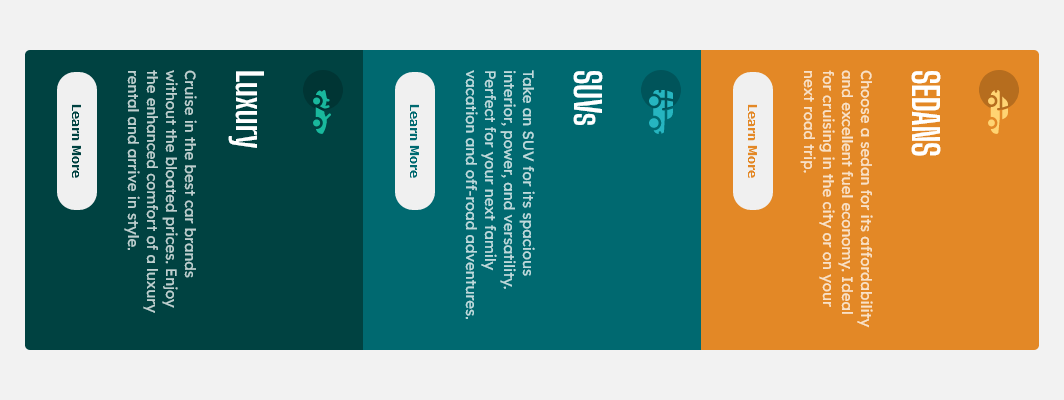 SEDANS
Choose a sedan for its affordability
and excellent fuel economy. Ideal
for cruising in the city or on your
next road trip.
Learn More
SUVs
Take an SUV for its spacious
interior, power, and versatility.
Perfect for your next family
vacation and off-road adventures.
Learn More
Luxury
Cruise in the best car brands
without the bloated prices. Enjoy
the enhanced comfort of a luxury
rental and arrive in style.
Learn More